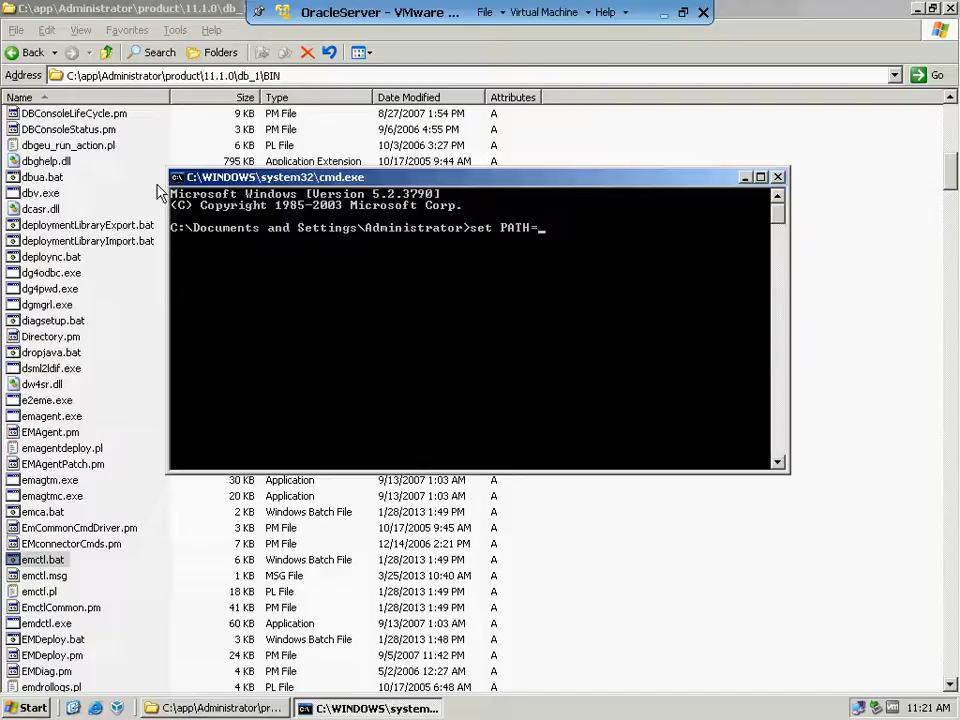 C:\app\Administrator\product\11.1.0\db_
OracleServer - VMware ...
File
Virtual Machine
Help
File Edit View Favorites Tools Help
Back Search Folders
Address C:\app\Administrator\product\11.1.0\db_1\BIN Go
Name Size Type Date Modified Attributes
DBConsoleLifeCycle.pm 9 KB PM File 8/27/2007 1:54 PM A
DBConsoleStatus.pm 3 KB PM File 9/6/2006 4:55 PM A
dbgeu_run_action.pl 6 KB PL File 10/3/2006 3:27 PM A
dbghelp.dll 795 KB Application Extension 10/17/2005 9:44 PM A
dbua.bat
dbv.exe
dcasr.dll
deploymentLibraryExport.bat
deploymentLibraryImport.bat
deploync.bat
dg4odbc.exe
dg4pwd.exe
dgmgrl.exe
diagsetup.bat
Directory.pm
dropjava.bat
dsml2ldif.exe
dw4sr.dll
e2eme.exe
emagent.exe
EMAgent.pm
emagentdeploy.pl
EMAgentPatch.pm
C:\WINDOWS\system32\cmd.exe
Microsoft Windows [Version 5.2.3790]
(C) Copyright 1985-2003 Microsoft Corp.
C:\Documents and Settings\Administrator>set PATH=_
emagtm.exe 30 KB Application 9/13/2007 1:03 AM A
emagtmc.exe 20 KB Application 9/13/2007 1:03 AM A
emca.bat 2 KB Windows Batch File 1/28/2013 1:49 PM A
EmCommonCmdDriver.pm 3 KB PM File 10/17/2005 9:45 AM A
EMconnectorCmds.pm 7 KB PM File 12/14/2006 2:21 PM A
emctl.bat 6 KB Windows Batch File 1/28/2013 1:49 PM A
emctl.msg 1 KB MSG File 3/25/2013 10:40 AM A
emctl.pl 18 KB PL File 1/28/2013 1:49 PM A
EmctlCommon.pm 41 KB PM File 1/28/2013 1:49 PM A
emdctl.exe 60 KB Application 9/13/2007 1:03 AM A
EMDeploy.bat 3 KB Windows Batch File 1/28/2013 1:48 PM A
EMDeploy.pm 24 KB PM File 9/5/2007 11:42 PM A
EMDiag.pm 4 KB PM File 5/2/2006 12:27 AM A
emdrollogs.pl 4 KB PL File 10/17/2005 6:48 AM A
Start
C:\app\Administrator\pr...
C:\WINDOWS\system...
11:21 AM